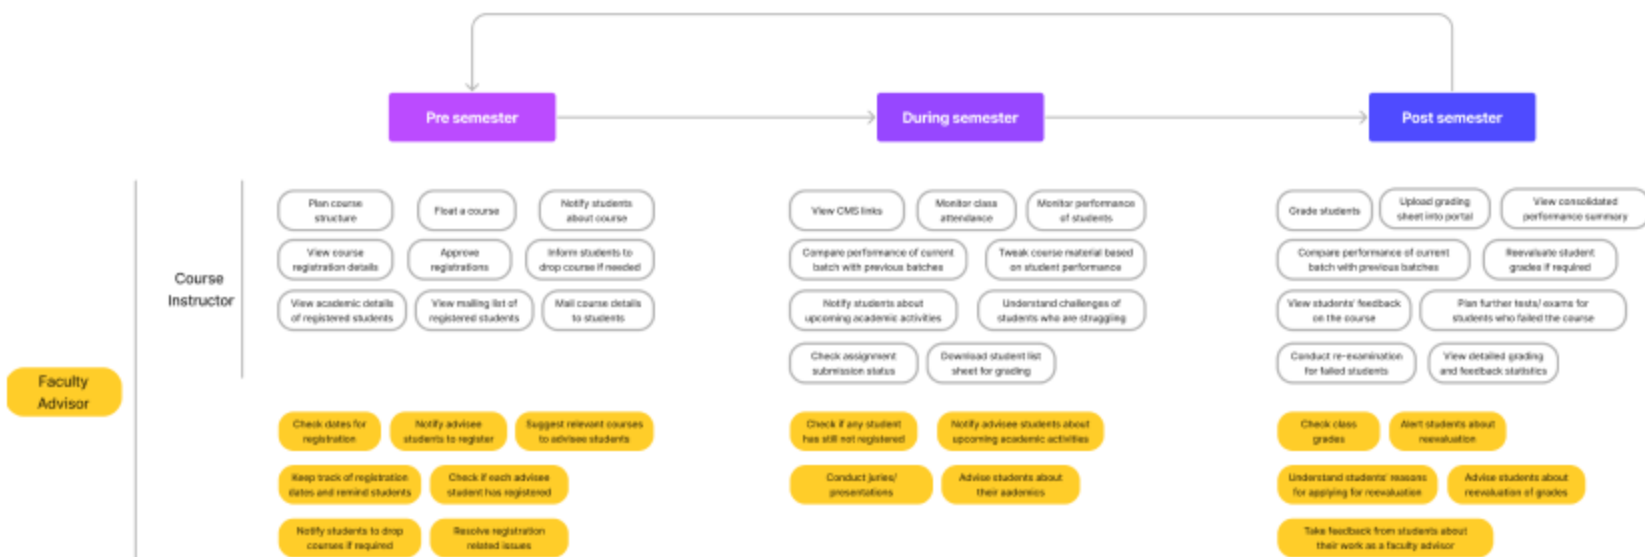 Pre semester
During semester
Post semester
Course
Instructor
Faculty
Advisor
Plan course
structure
Float a course
Notify students
about course
View course
registration details
Approve
registrations
Inform students to
drop course if needed
View academic details
of registered students
View mailing list of
registered students
Mail course details
to students
View CMS links
Monitor class
attendance
Monitor performance
of students
Compare performance of current
batch with previous batches
Tweak course material based
on student performance
Notify students about
upcoming academic activities
Understand challenges of
students who are struggling
Check assignment
submission status
Download student list
sheet for grading
Grade students
Upload grading
sheet into portal
View consolidated
performance summary
Compare performance of current
batch with previous batches
Reevaluate student
grades if required
View students' feedback
on the course
Plan further tests/ exams for
students who failed the course
Conduct re-examination
for failed students
View detailed grading
and feedback statistics
Check dates for
registration
Notify advisee
students to register
Suggest relevant courses
to advisee students
Keep track of registration
dates and remind students
Check if each advisee
student has registered
Notify students to drop
courses if required
Resolve registration
related issues
Check if any student
has still not registered
Notify advisee students about
upcoming academic activities
Conduct juries/
presentations
Advise students about
their aademics
Check class
grades
Alert students about
reevaluation
Understand students' reasons
for applying for reevaluation
Advise students about
reevaluation of grades
Take feedback from students about
their work as a faculty advisor